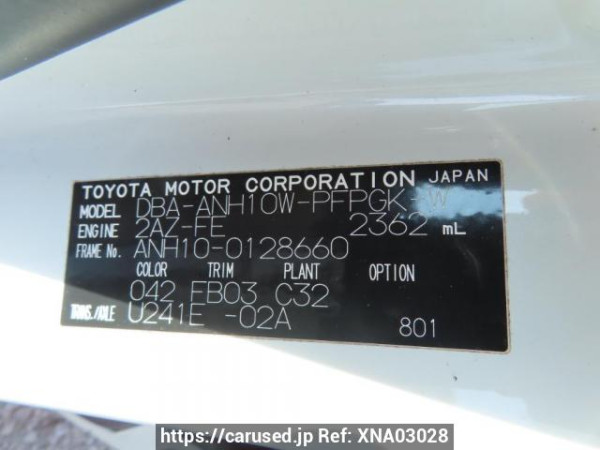 TOYOTA MOTOR CORPORATION JAPAN
MODEL DBA-ANH10W-PFPGK-W
ENGINE 2AZ-FE 2362 mL
FRAME No. ANH10-0128660
COLOR TRIM PLANT OPTION
042 FB03 C32
TRANS./AXLE U241E -02A 801
https://carused.jp Ref: XNA03028